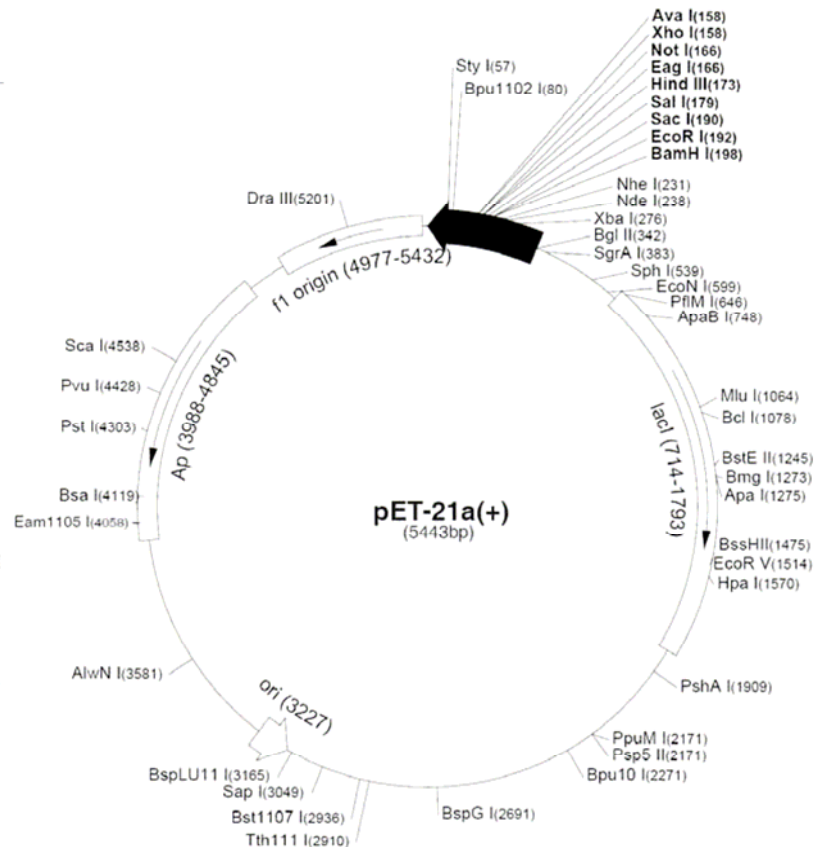 Ava I(158)
Xho I(158)
Not I(166)
Eag I(166)
Hind III(173)
Sal I(179)
Sac I(190)
EcoR I(192)
BamH I(198)
Sty I(57)
Bpu1102 I(80)
Nhe I(231)
Nde I(238)
Xba I(276)
Bgl II(342)
SgrA I(383)
Sph I(539)
EcoN I(599)
PflM I(646)
ApaB I(748)
Dra III(5201)
f1 origin (4977-5432)
Sca I(4538)
Pvu I(4428)
Pst I(4303)
Bsa I(4119)
Eam1105 I(4058)
Ap (3988-4845)
lacI (714-1793)
Mlu I(1064)
Bcl I(1078)
BstE II(1245)
Bmg I(1273)
Apa I(1275)
BssHII(1475)
EcoR V(1514)
Hpa I(1570)
pET-21a(+)
(5443bp)
AlwN I(3581)
ori (3227)
PshA I(1909)
PpuM I(2171)
Psp5 II(2171)
Bpu10 I(2271)
BspLU11 I(3165)
Sap I(3049)
Bst1107 I(2936)
Tth111 I(2910)
BspG I(2691)